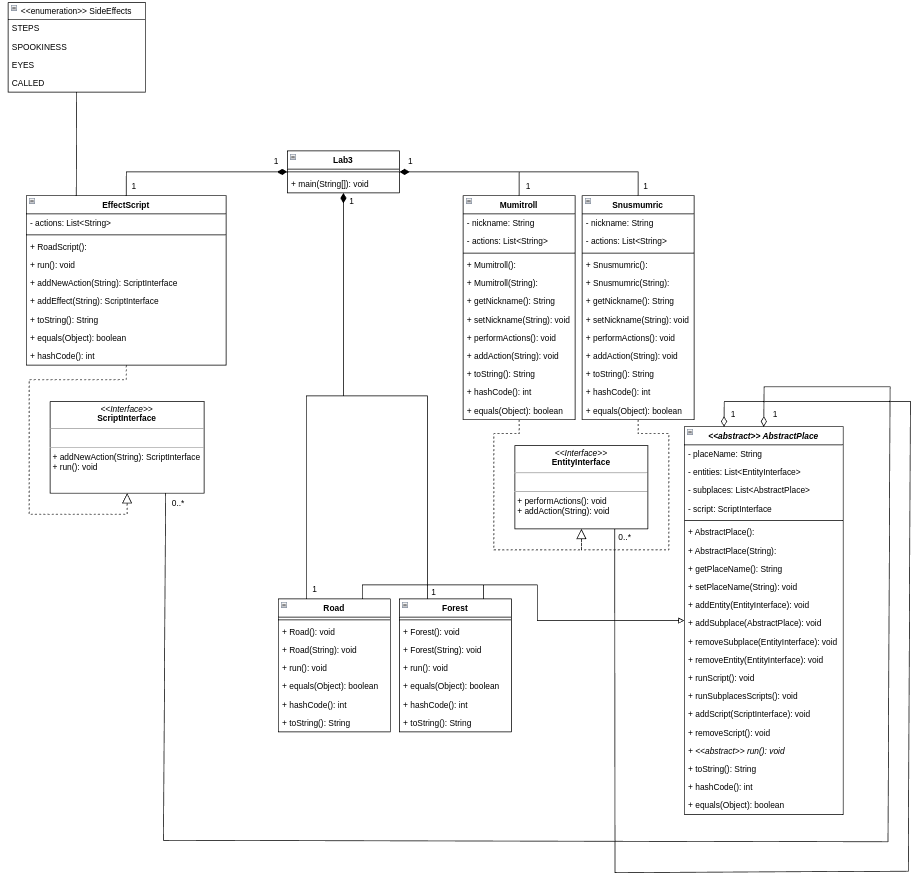 <<enumeration>> SideEffects
STEPS
SPOOKINESS
EYES
CALLED
Lab3
+ main(String[]): void
1
1
1
1
1
1
EffectScript
- actions: List<String>
+ RoadScript():
+ run(): void
+ addNewAction(String): ScriptInterface
+ addEffect(String): ScriptInterface
+ toString(): String
+ equals(Object): boolean
+ hashCode(): int
Mumitroll
- nickname: String
- actions: List<String>
+ Mumitroll():
+ Mumitroll(String):
+ getNickname(): String
+ setNickname(String): void
+ performActions(): void
+ addAction(String): void
+ toString(): String
+ hashCode(): int
+ equals(Object): boolean
Snusmumric
- nickname: String
- actions: List<String>
+ Snusmumric():
+ Snusmumric(String):
+ getNickname(): String
+ setNickname(String): void
+ performActions(): void
+ addAction(String): void
+ toString(): String
+ hashCode(): int
+ equals(Object): boolean
<<Interface>>
ScriptInterface
+ addNewAction(String): ScriptInterface
+ run(): void
0..*
<<Interface>>
EntityInterface
+ performActions(): void
+ addAction(String): void
0..*
1
1
<<abstract>> AbstractPlace
- placeName: String
- entities: List<EntityInterface>
- subplaces: List<AbstractPlace>
- script: ScriptInterface
+ AbstractPlace():
+ AbstractPlace(String):
+ getPlaceName(): String
+ setPlaceName(String): void
+ addEntity(EntityInterface): void
+ addSubplace(AbstractPlace): void
+ removeSubplace(EntityInterface): void
+ removeEntity(EntityInterface): void
+ runScript(): void
+ runSubplacesScripts(): void
+ addScript(ScriptInterface): void
+ removeScript(): void
+ <<abstract>> run(): void
+ toString(): String
+ hashCode(): int
+ equals(Object): boolean
1
1
Road
+ Road(): void
+ Road(String): void
+ run(): void
+ equals(Object): boolean
+ hashCode(): int
+ toString(): String
Forest
+ Forest(): void
+ Forest(String): void
+ run(): void
+ equals(Object): boolean
+ hashCode(): int
+ toString(): String